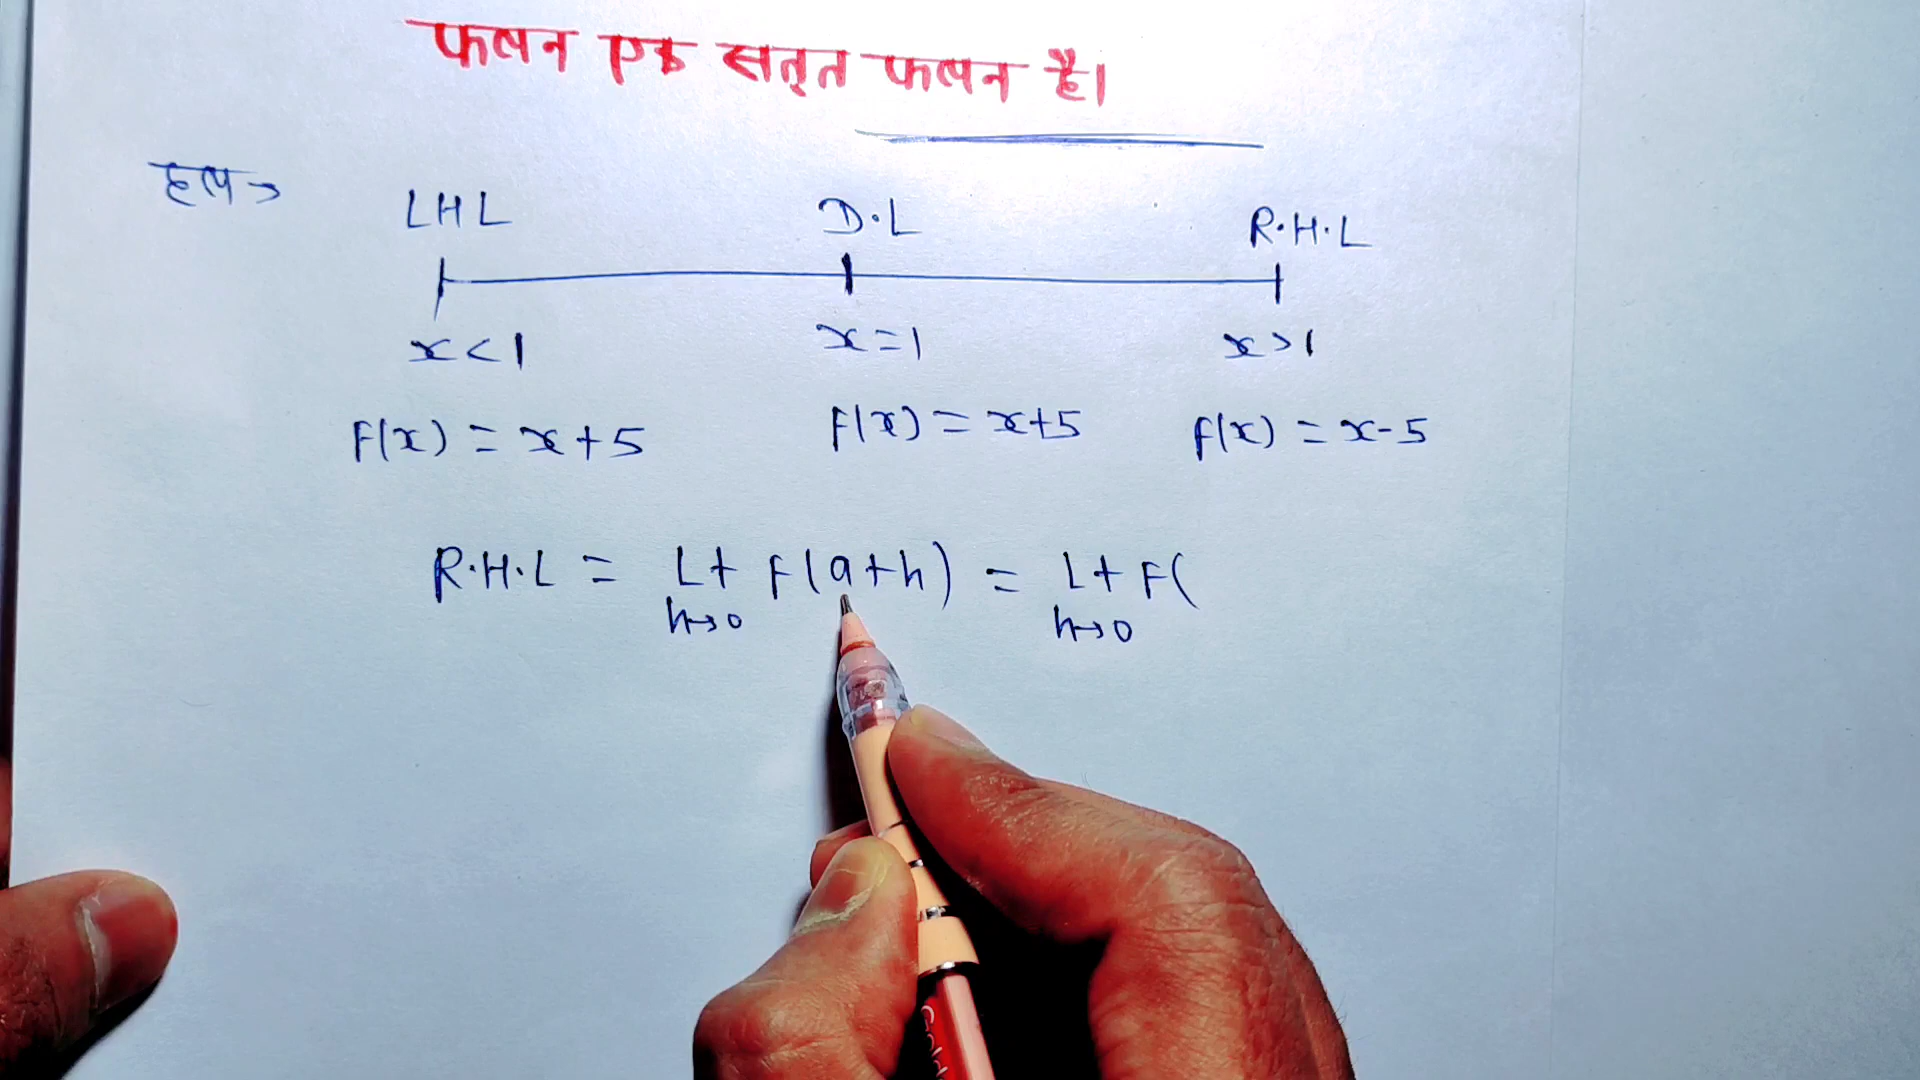 फलन एक सतत फलन है।
हल→
LHL D.L R.H.L
x<1 x=1 x>1
F(x) = x+5 F(x) = x+5 F(x) = x-5
R.H.L = Lt F(a+h) = Lt F(
h→0 h→0